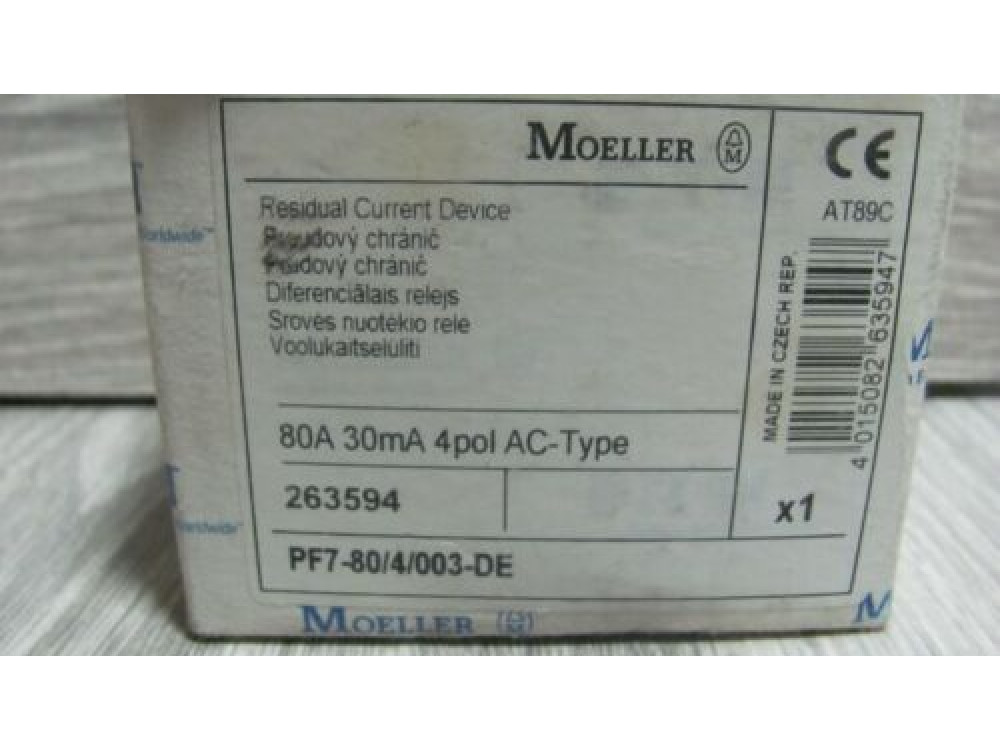 MOELLER
CE
AT89C
Residual Current Device
chránič
chránič
Diferenciālais relejs
Srovės nuotėkio relė
Voolukaitselüliti
MADE IN CZECH REP.
4 015082 635947
80A 30mA 4pol AC-Type
263594
x1
PF7-80/4/003-DE
MOELLER